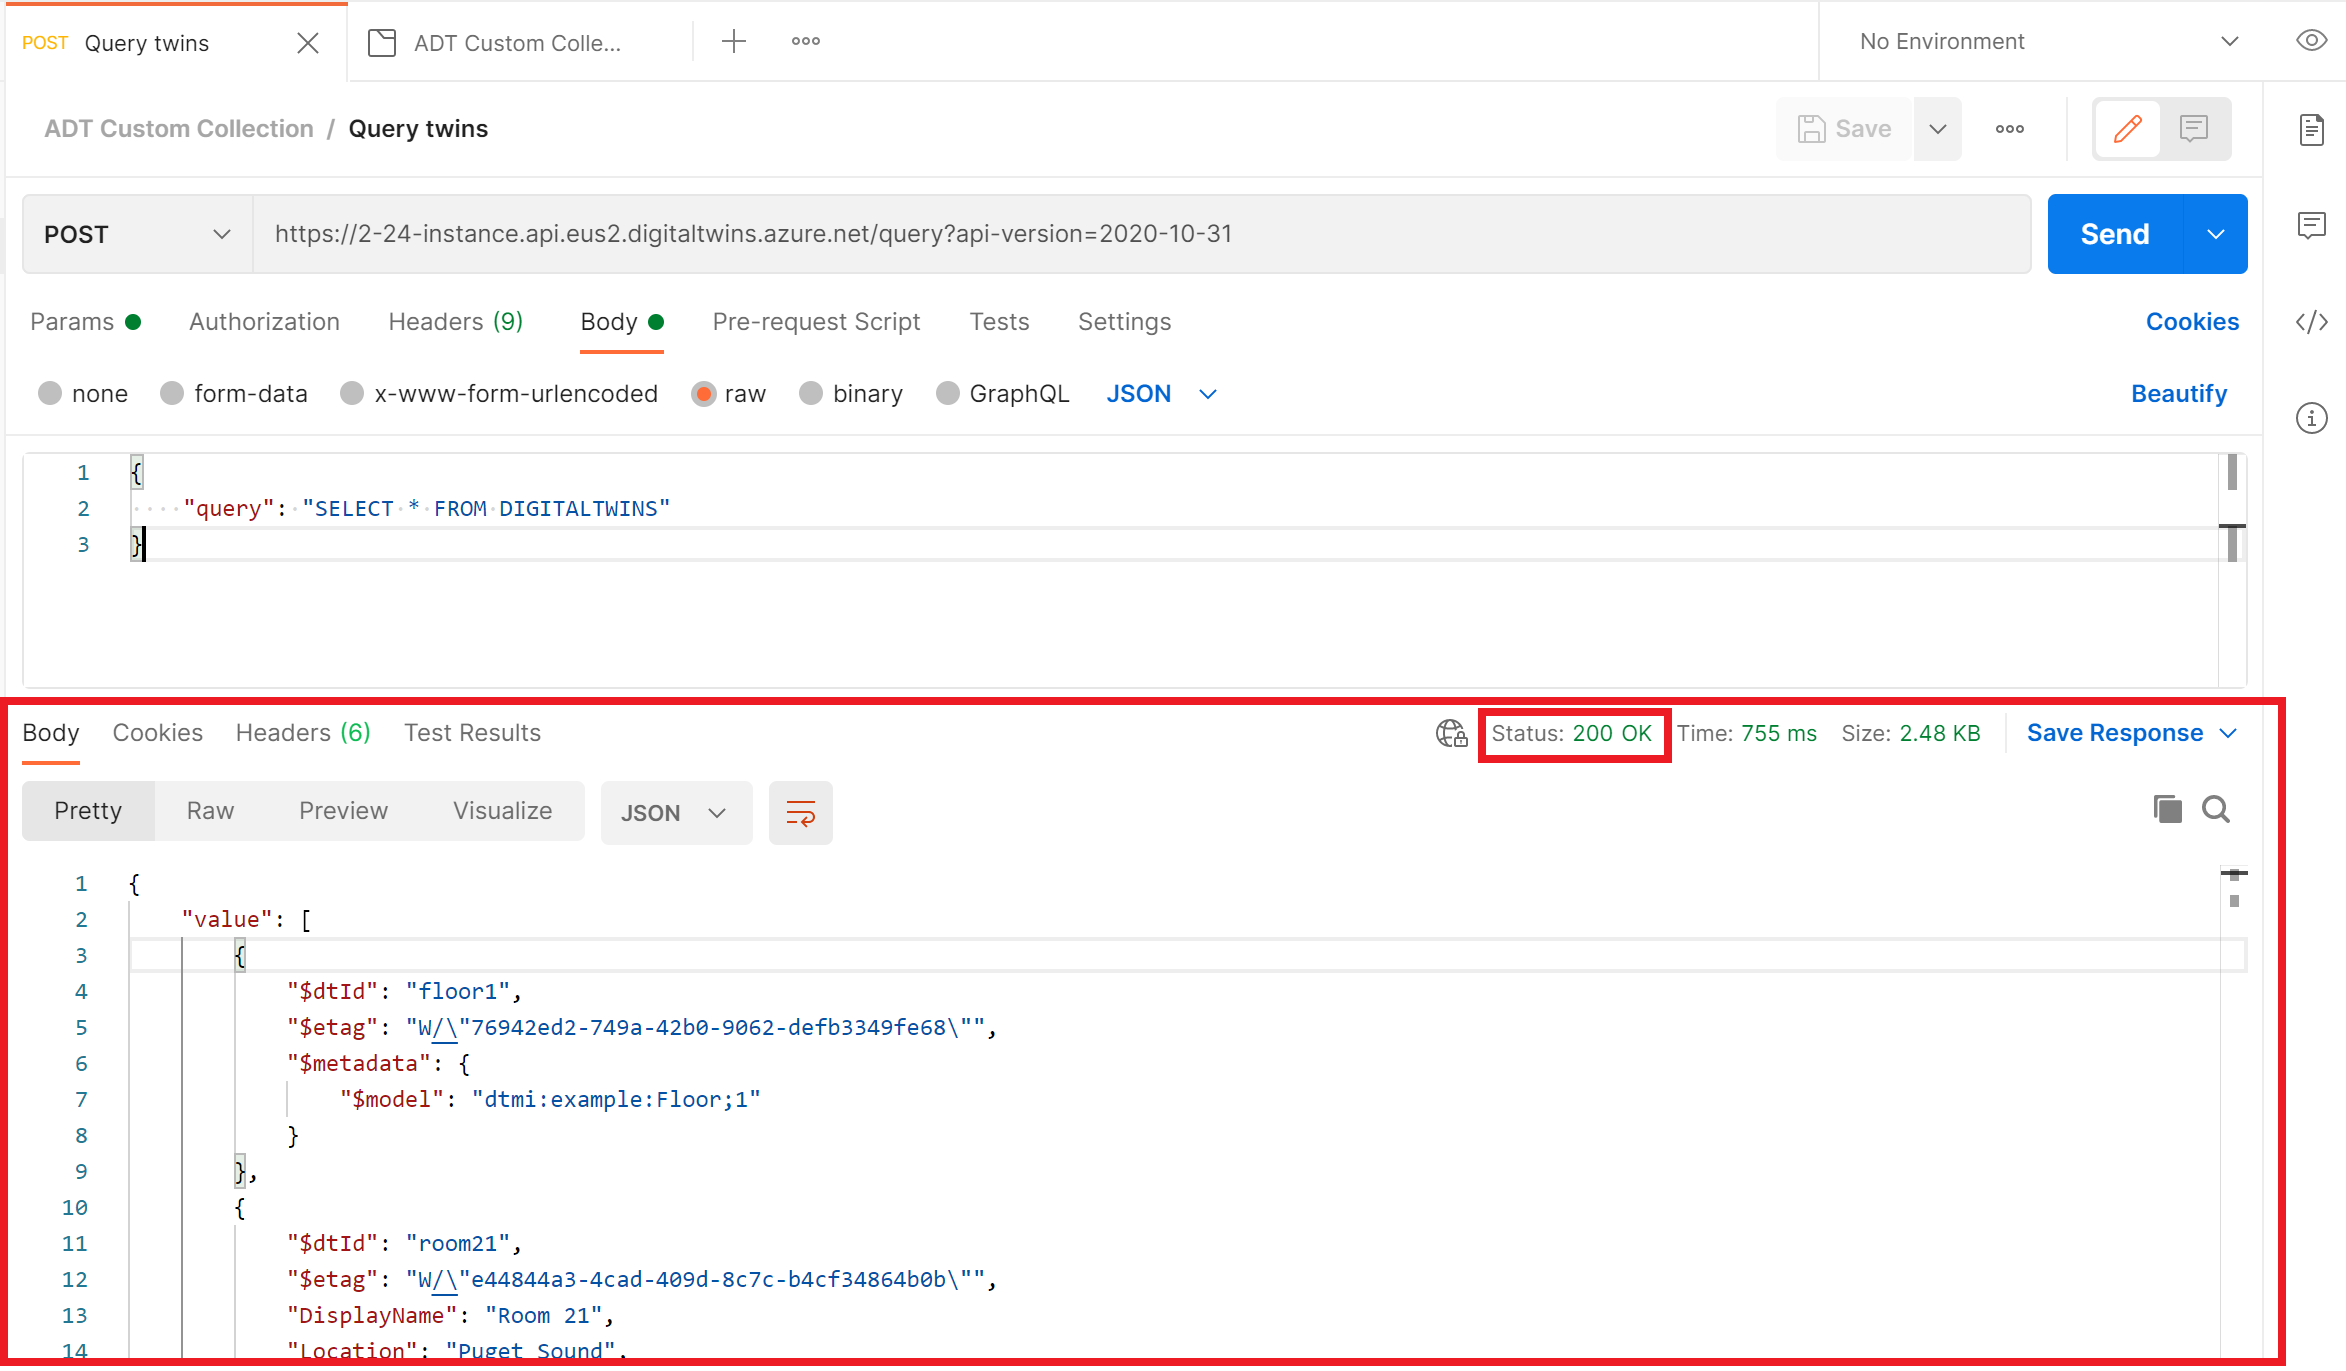 POST Query twins ADT Custom Colle... No Environment
ADT Custom Collection / Query twins Save
POST https://2-24-instance.api.eus2.digitaltwins.azure.net/query?api-version=2020-10-31 Send
Params Authorization Headers (9) Body Pre-request Script Tests Settings Cookies
none form-data x-www-form-urlencoded raw binary GraphQL JSON Beautify
1 {
2 "query": "SELECT * FROM DIGITALTWINS"
3 }
Body Cookies Headers (6) Test Results Status: 200 OK Time: 755 ms Size: 2.48 KB Save Response
Pretty Raw Preview Visualize JSON
1 {
2 "value": [
3 {
4 "$dtId": "floor1",
5 "$etag": "W/\"76942ed2-749a-42b0-9062-defb3349fe68\"",
6 "$metadata": {
7 "$model": "dtmi:example:Floor;1"
8 }
9 },
10 {
11 "$dtId": "room21",
12 "$etag": "W/\"e44844a3-4cad-409d-8c7c-b4cf34864b0b\"",
13 "DisplayName": "Room 21",
14 "Location": "Puget Sound",